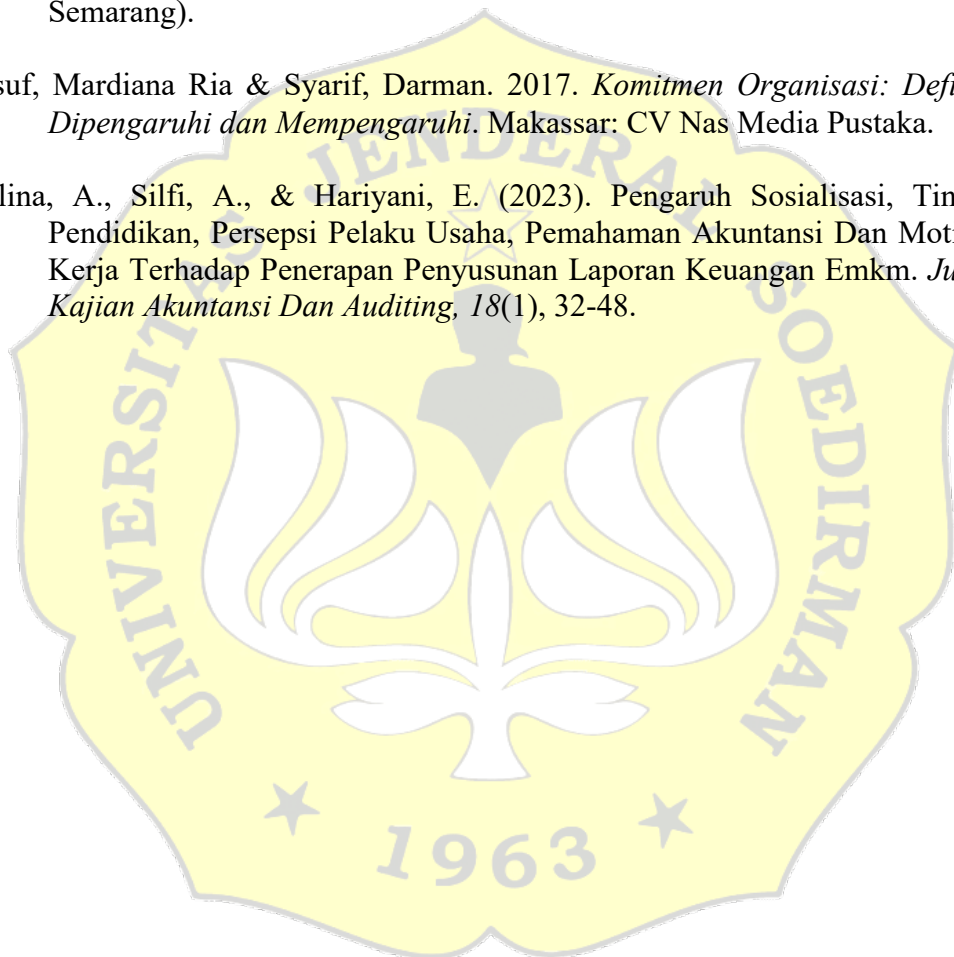 Semarang).
suf, Mardiana Ria & Syarif, Darman. 2017. Komitmen Organisasi: Defi
Dipengaruhi dan Mempengaruhi. Makassar: CV Nas Media Pustaka.
lina, A., Silfi, A., & Hariyani, E. (2023). Pengaruh Sosialisasi, Tin
Pendidikan, Persepsi Pelaku Usaha, Pemahaman Akuntansi Dan Moti
Kerja Terhadap Penerapan Penyusunan Laporan Keuangan Emkm. Ju
Kajian Akuntansi Dan Auditing, 18(1), 32-48.
UNIVERSITAS JENDERAL SOEDIRMAN
1963